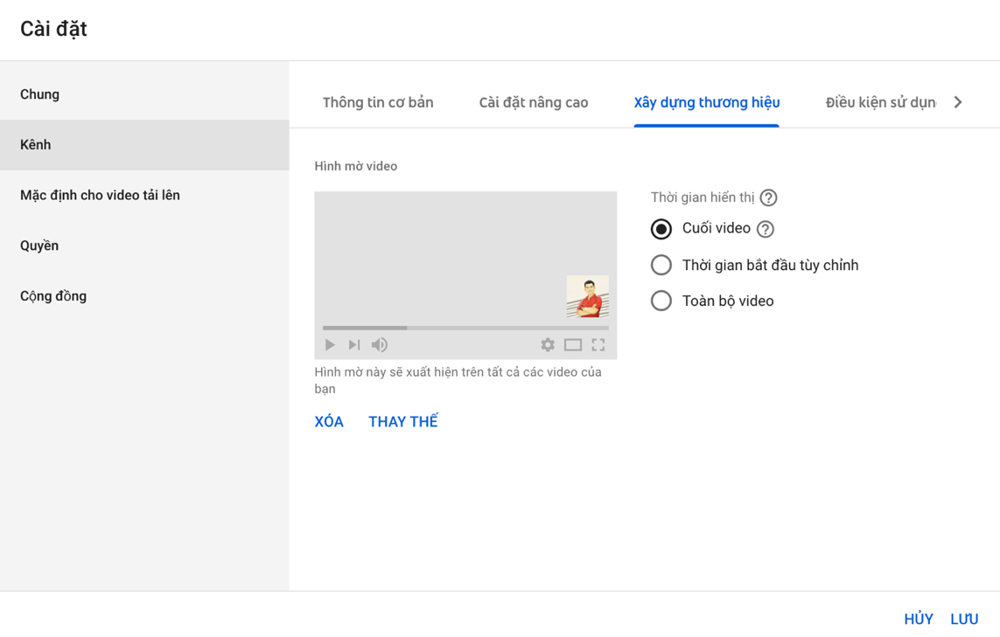 Cài đặt
Chung
Kênh
Mặc định cho video tải lên
Quyền
Cộng đồng
Thông tin cơ bản
Cài đặt nâng cao
Xây dựng thương hiệu
Điều kiện sử dụn
Hình mờ video
Thời gian hiển thị ?
Cuối video ?
Thời gian bắt đầu tùy chỉnh
Toàn bộ video
Hình mờ này sẽ xuất hiện trên tất cả các video của
bạn
XÓA
THAY THẾ
HỦY
LƯU